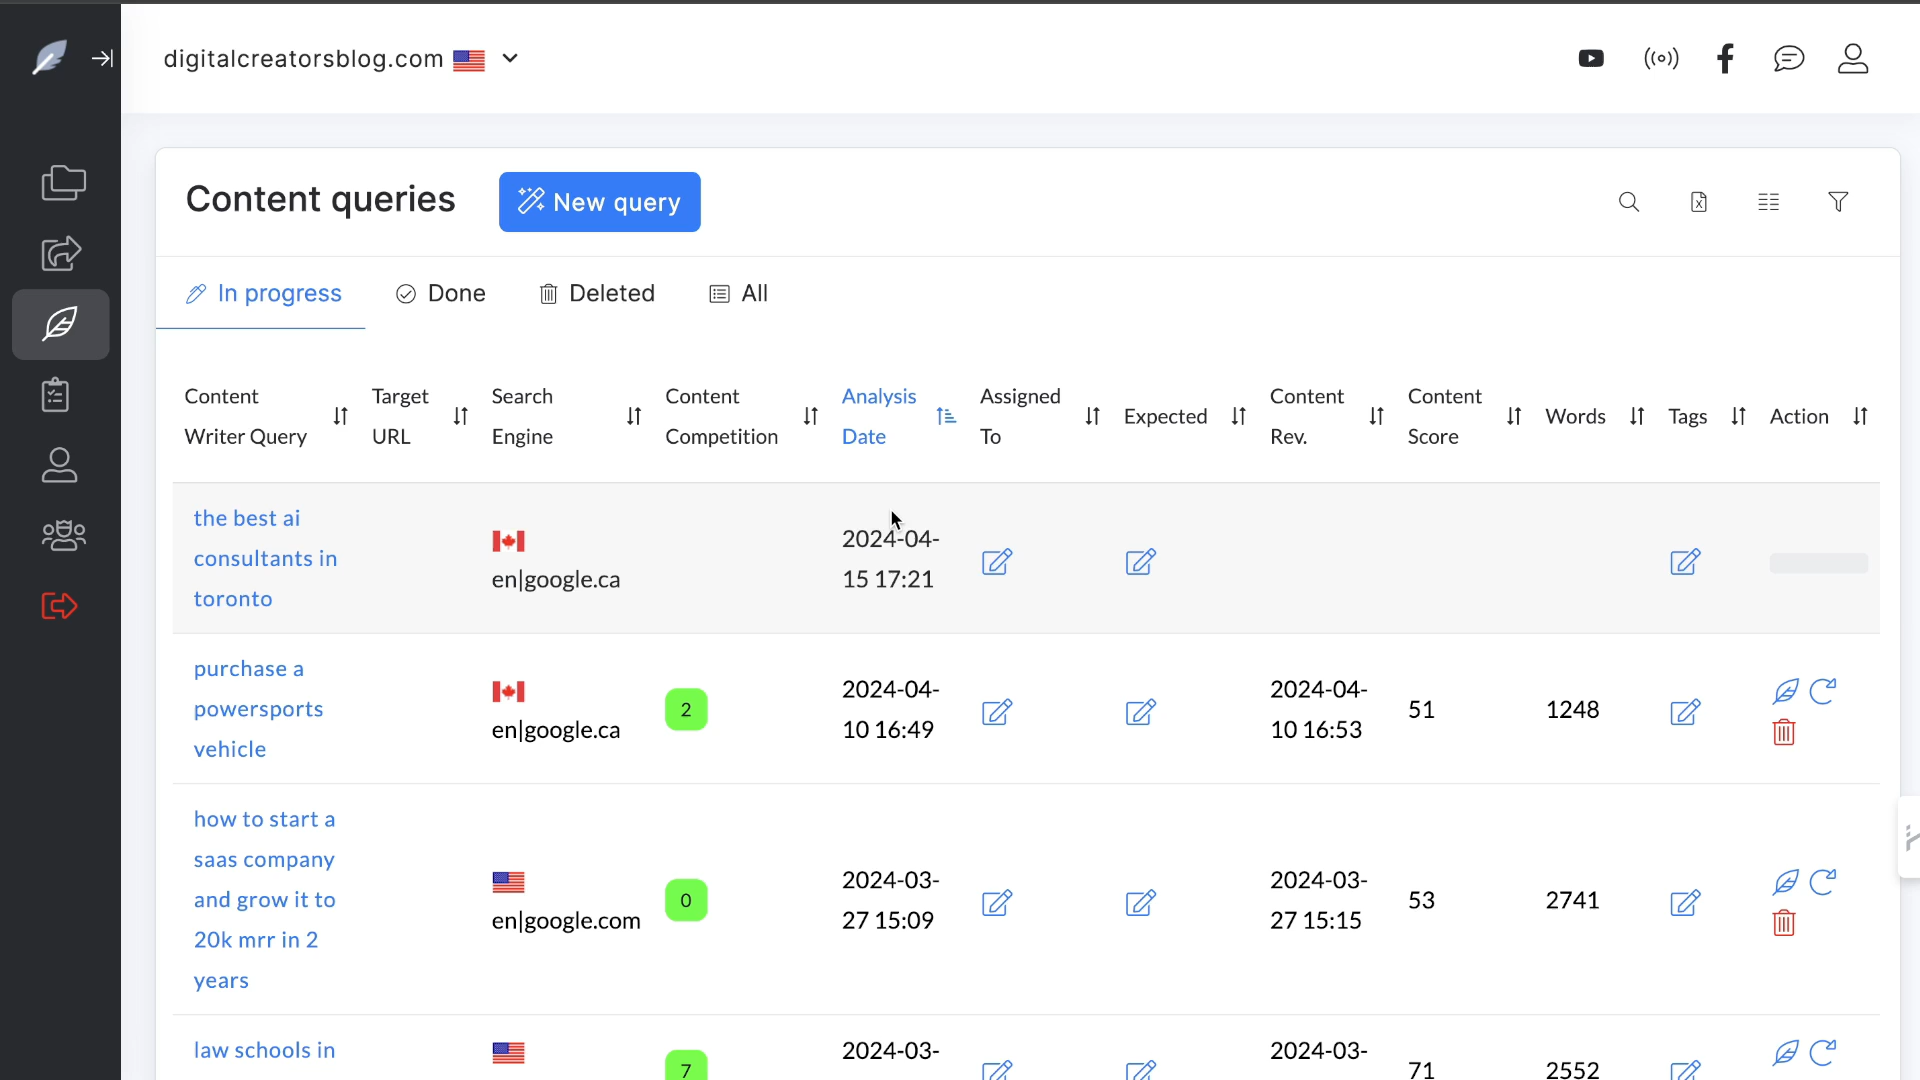 digitalcreatorsblog.com
Content queries
New query
In progress
Done
Deleted
All
Content
Writer Query
Target
URL
Search
Engine
Content
Competition
Analysis
Date
Assigned
To
Expected
Content
Rev.
Content
Score
Words
Tags
Action
the best ai
consultants in
toronto
en|google.ca
2024-04-
15 17:21
purchase a
powersports
vehicle
en|google.ca
2
2024-04-
10 16:49
2024-04-
10 16:53
51
1248
how to start a
saas company
and grow it to
20k mrr in 2
years
en|google.com
0
2024-03-
27 15:09
2024-03-
27 15:15
53
2741
law schools in
7
2024-03-
2024-03-
71
2552